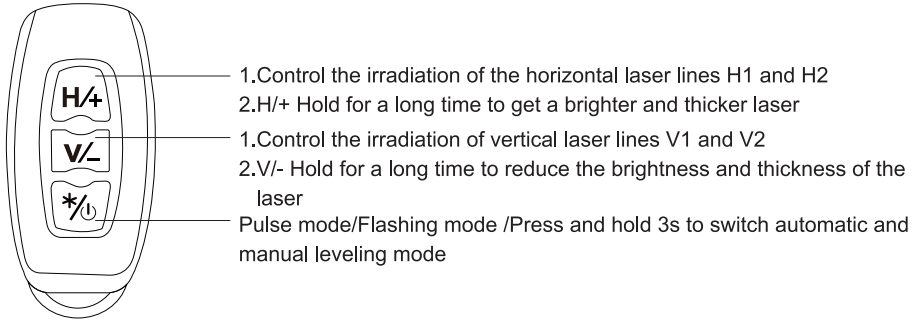 H/+
V/-
*/⏻
1.Control the irradiation of the horizontal laser lines H1 and H2
2.H/+ Hold for a long time to get a brighter and thicker laser
1.Control the irradiation of vertical laser lines V1 and V2
2.V/- Hold for a long time to reduce the brightness and thickness of the
laser
Pulse mode/Flashing mode /Press and hold 3s to switch automatic and
manual leveling mode